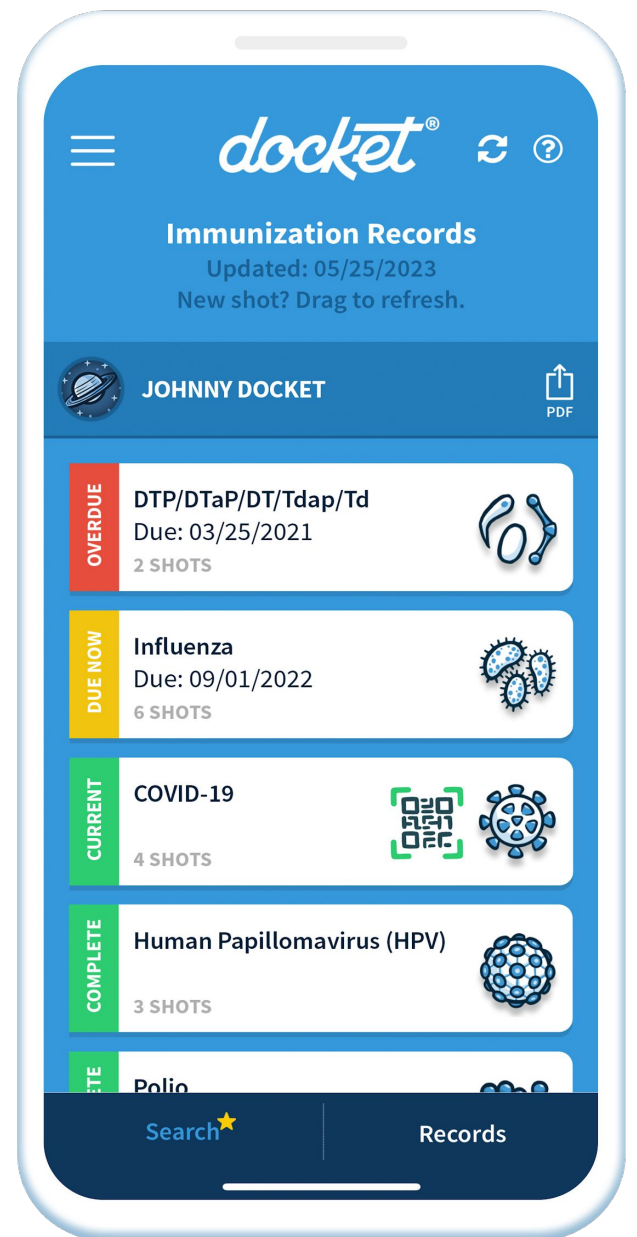 docket®
Immunization Records
Updated: 05/25/2023
New shot? Drag to refresh.
JOHNNY DOCKET
PDF
OVERDUE
DTP/DTaP/DT/Tdap/Td
Due: 03/25/2021
2 SHOTS
DUE NOW
Influenza
Due: 09/01/2022
6 SHOTS
CURRENT
COVID-19
4 SHOTS
COMPLETE
Human Papillomavirus (HPV)
3 SHOTS
ETE
Polio
Search
Records